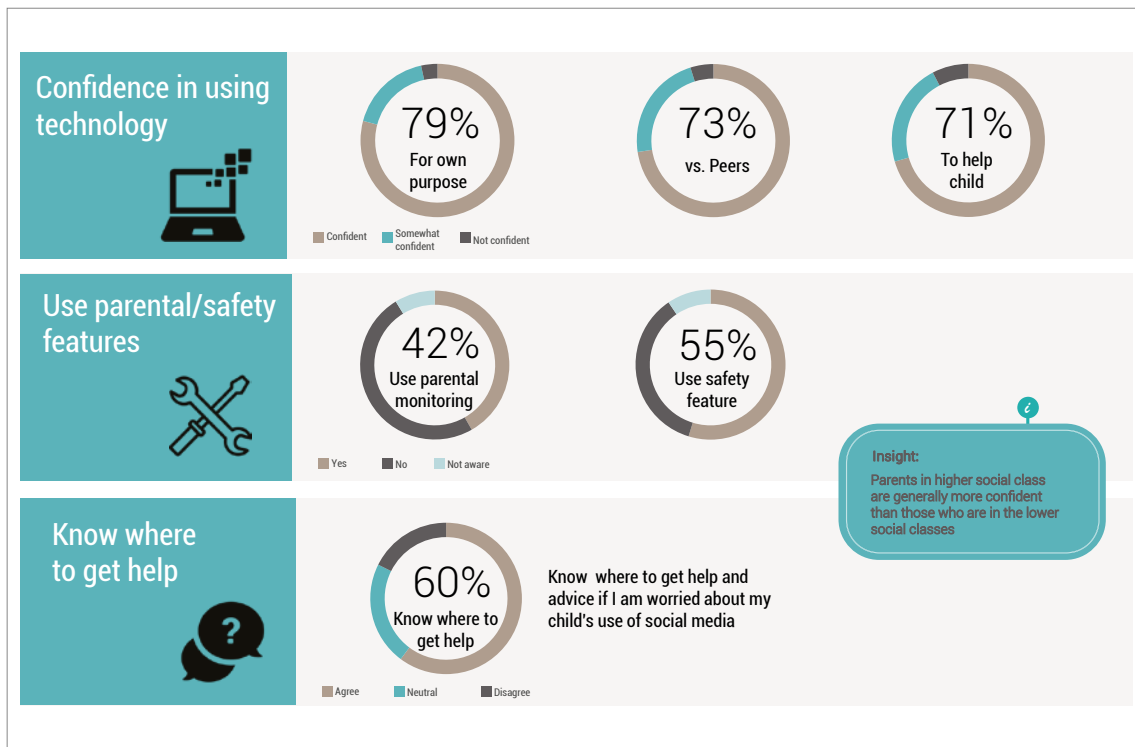 Confidence in using
technology
79%
For own
purpose
73%
vs. Peers
71%
To help
child
Confident
Somewhat
confident
Not confident
Use parental/safety
features
42%
Use parental
monitoring
55%
Use safety
feature
Yes
No
Not aware
i
Insight:
Parents in higher social class
are generally more confident
than those who are in the lower
social classes
Know where
to get help
?
60%
Know where to
get help
Know where to get help and
advice if I am worried about my
child's use of social media
Agree
Neutral
Disagree